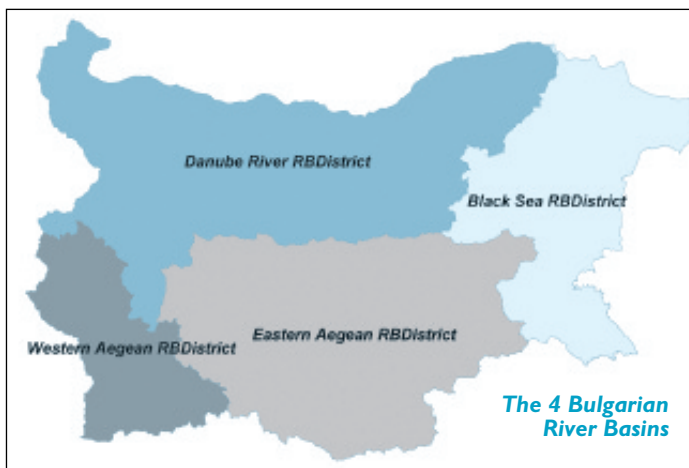 Danube River RBDistrict
Black Sea RBDistrict
Eastern Aegean RBDistrict
Western Aegean RBDistrict
The 4 Bulgarian
River Basins